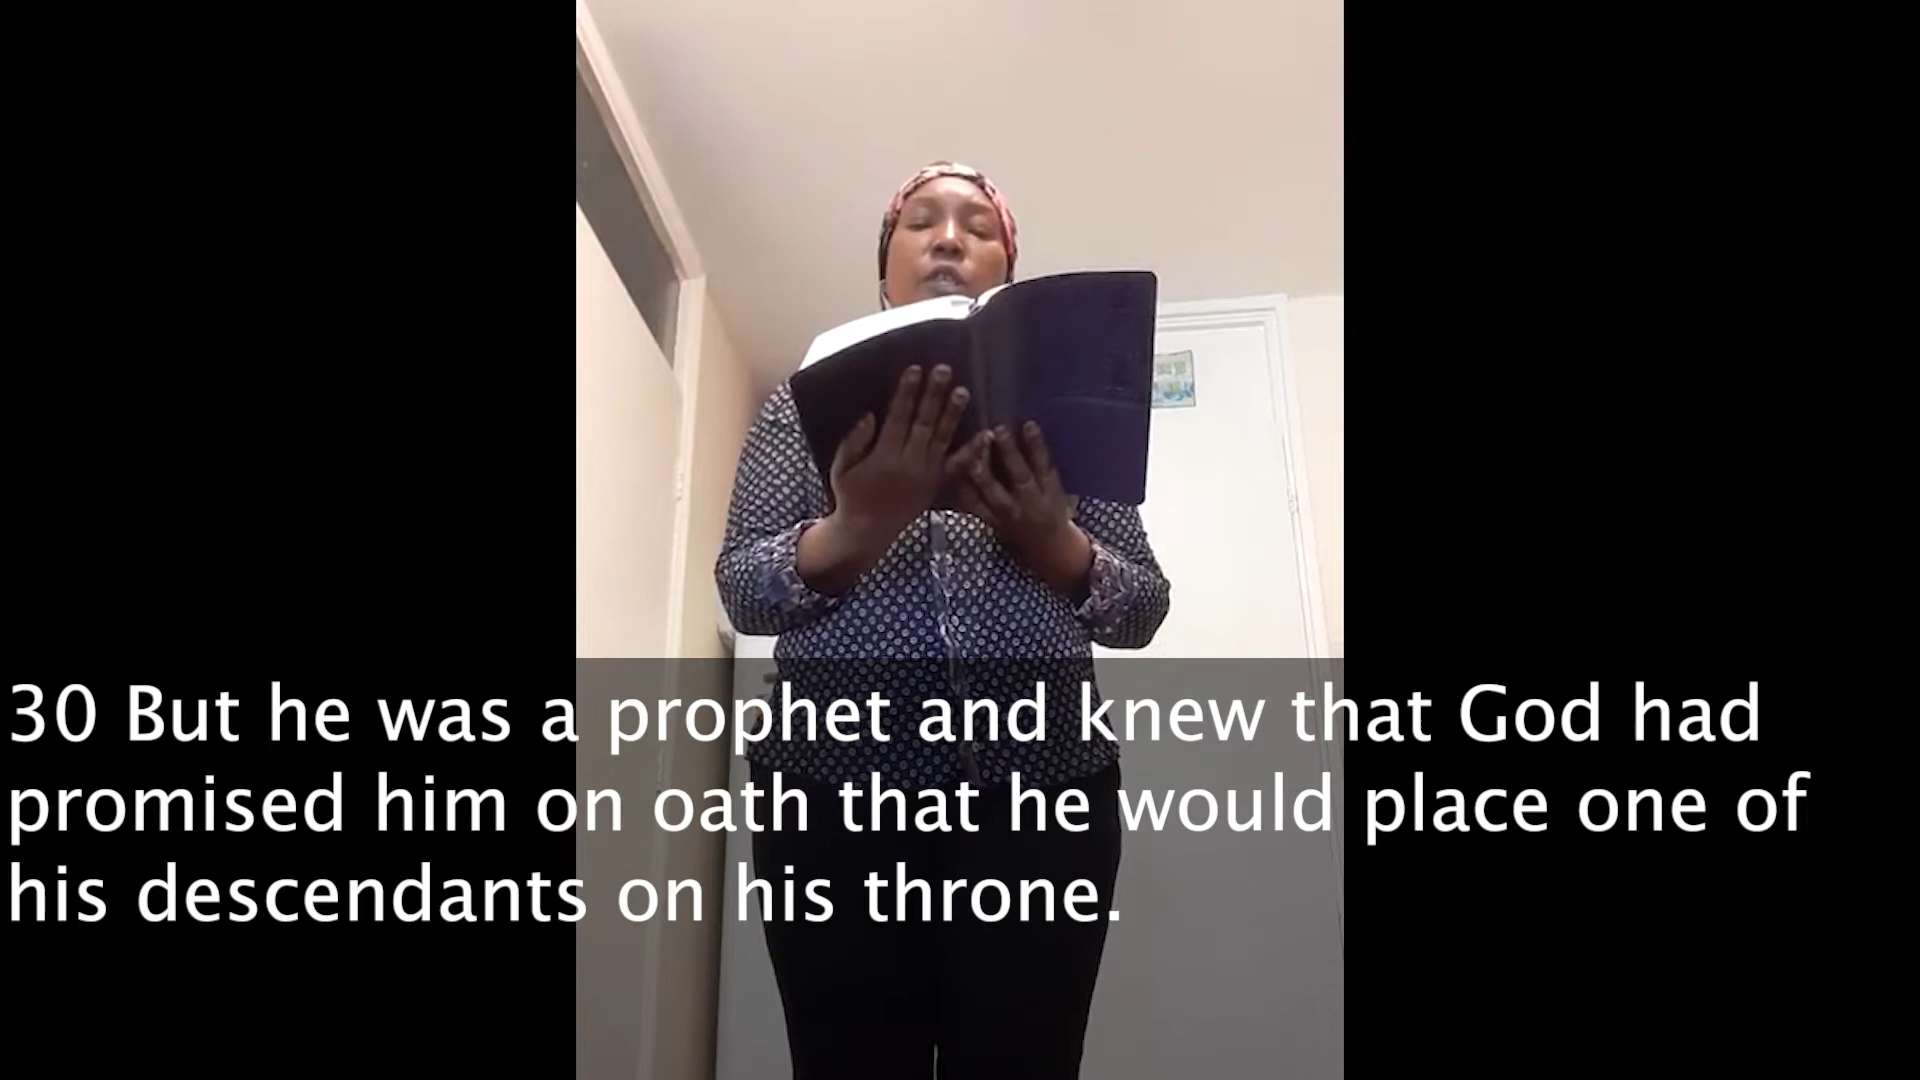 30 But he was a prophet and knew that God had
promised him on oath that he would place one of
his descendants on his throne.